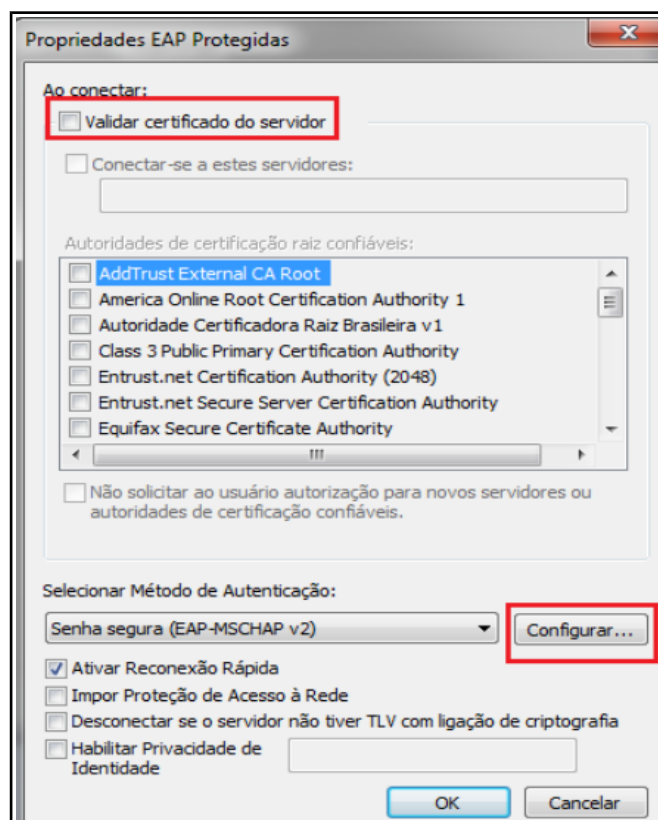 Propriedades EAP Protegidas
Ao conectar:
Validar certificado do servidor
Conectar-se a estes servidores:
Autoridades de certificação raiz confiáveis:
AddTrust External CA Root
America Online Root Certification Authority 1
Autoridade Certificadora Raiz Brasileira v1
Class 3 Public Primary Certification Authority
Entrust.net Certification Authority (2048)
Entrust.net Secure Server Certification Authority
Equifax Secure Certificate Authority
Não solicitar ao usuário autorização para novos servidores ou
autoridades de certificação confiáveis.
Selecionar Método de Autenticação:
Senha segura (EAP-MSCHAP v2)
Configurar...
Ativar Reconexão Rápida
Impor Proteção de Acesso à Rede
Desconectar se o servidor não tiver TLV com ligação de criptografia
Habilitar Privacidade de
Identidade
OK
Cancelar